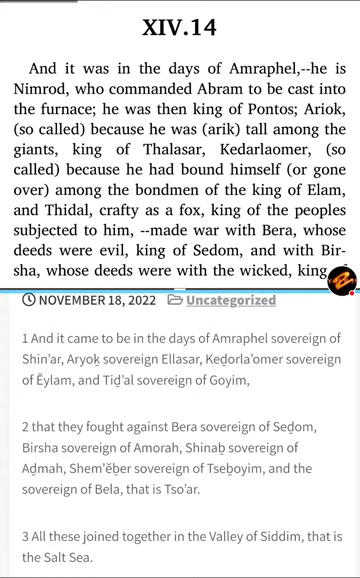 XIV.14
And it was in the days of Amraphel,--he is
Nimrod, who commanded Abram to be cast into
the furnace; he was then king of Pontos; Ariok,
(so called) because he was (arik) tall among the
giants, king of Thalasar, Kedarlaomer, (so
called) because he had bound himself (or gone
over) among the bondmen of the king of Elam,
and Thidal, crafty as a fox, king of the peoples
subjected to him, --made war with Bera, whose
deeds were evil, king of Sedom, and with Bir-
sha, whose deeds were with the wicked, king
NOVEMBER 18, 2022 Uncategorized
1 And it came to be in the days of Amraphel sovereign of
Shin’ar, Aryoḵ sovereign Ellasar, Keḏorla’omer sovereign
of Ĕylam, and Tiḏ’al sovereign of Goyim,
2 that they fought against Bera sovereign of Seḏom,
Birsha sovereign of Amorah, Shinaḇ sovereign of
Aḏmah, Shem’ĕḇer sovereign of Tseḇoyim, and the
sovereign of Bela, that is Tso’ar.
3 All these joined together in the Valley of Siddim, that is
the Salt Sea.